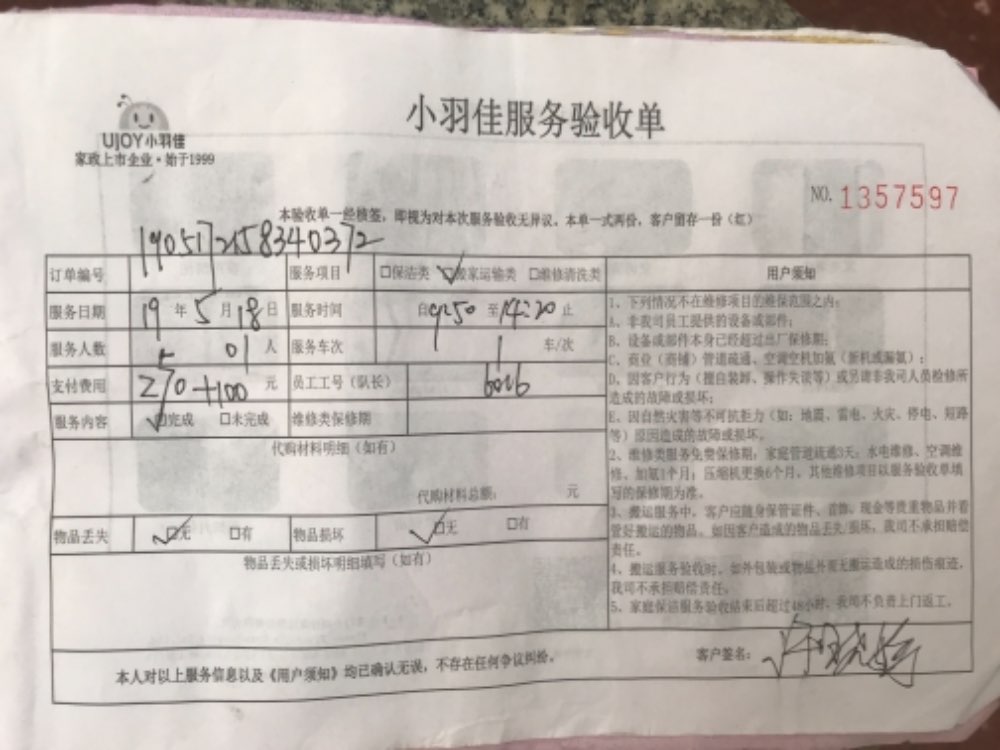 UJOY小羽佳
家政上市企业·始于1999
小羽佳服务验收单
NO. 1357597
本验收单一经核签，即视为对本次服务验收无异议。本单一式两份，客户留存一份（红）
1905172158340372
订单编号 服务项目 □保洁类 □搬家运输类 □维修清洗类 用户须知
服务日期 19 年 5 月 18 日 服务时间 自 9:50 至 14:20 止
服务人数 5 01 人 服务车次 1 车/次
支付费用 270+100 元 员工工号（队长） 6016
服务内容 □完成 □未完成 维修类保修期
代购材料明细（如有）
代购材料总额： 元
物品丢失 □无 □有 物品损坏 □无 □有
物品丢失或损坏明细填写（如有）
1、下列情况不在维修项目的维保范围之内：
A、非我司员工提供的设备或部件；
B、设备或部件本身已经超过出厂保修期；
C、商业（商铺）管道疏通，空调空机加氟（新机或漏氟）；
D、因客户行为（擅自装卸、操作失误等）或另请非我司人员检修所
造成的故障或损坏；
E、因自然灾害等不可抗拒力（如：地震、雷电、火灾、停电、短路
等）原因造成的故障或损坏。
2、维修类服务免费保修期：家庭管道疏通3天；水电维修、空调维
修、加氟1个月；压缩机更换6个月，其他维修项目以服务验收单填
写的保修期为准。
3、搬运服务中，客户应随身保管证件、首饰、现金等贵重物品并看
管好搬运的物品，如因客户造成的物品丢失/损坏，我司不承担赔偿
责任。
4、搬运服务验收时，如外包装或物品外面无搬运造成的损伤痕迹，
我司不承担赔偿责任。
5、家庭保洁服务验收结束后超过48小时，我司不负责上门返工。
本人对以上服务信息以及《用户须知》均已确认无误，不存在任何争议纠纷。 客户签名：